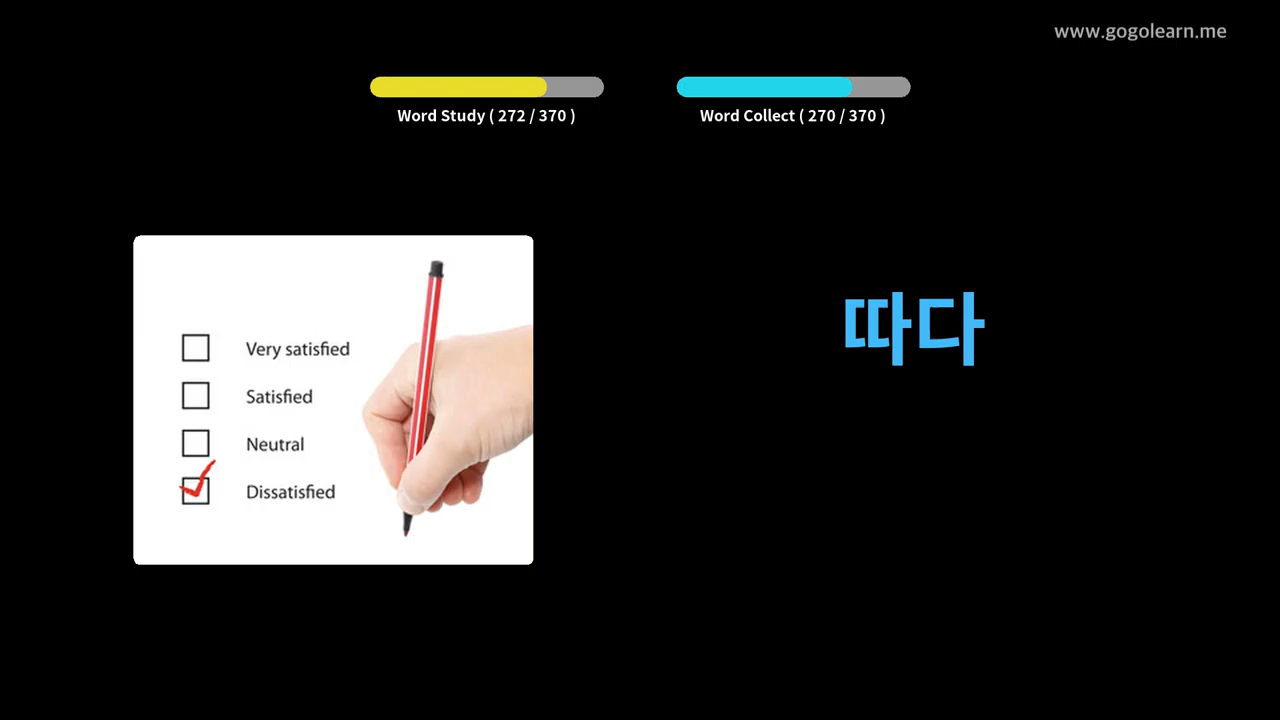 www.gogolearn.me
Word Study ( 272 / 370 )
Word Collect ( 270 / 370 )
Very satisfied
Satisfied
Neutral
Dissatisfied
따다